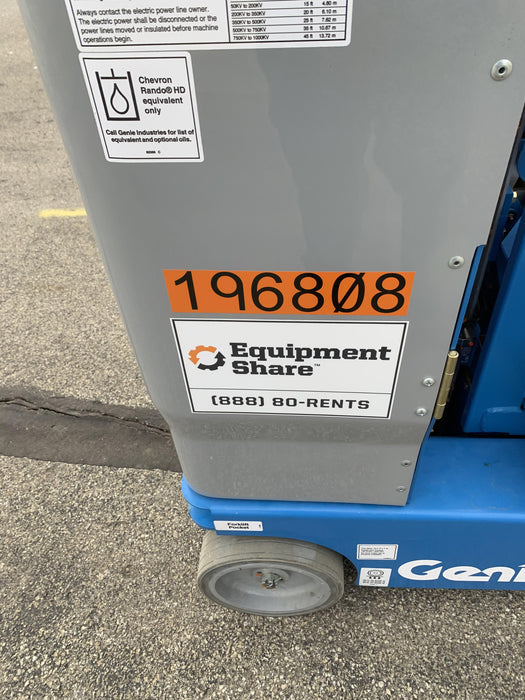 Always contact the electric power line owner.
The electric power shall be disconnected or the
power lines moved or insulated before machine
operations begin.
50KV to 200KV 15 ft 4.60 m
200KV to 350KV 20 ft 6.10 m
350KV to 500KV 25 ft 7.62 m
500KV to 750KV 35 ft 10.67 m
750KV to 1000KV 45 ft 13.72 m
Chevron
Rando® HD
equivalent
only
Call Genie Industries for list of
equivalent and optional oils.
196808
Equipment
Share™
(888) 80-RENTS
Forklift
Pocket
Geni